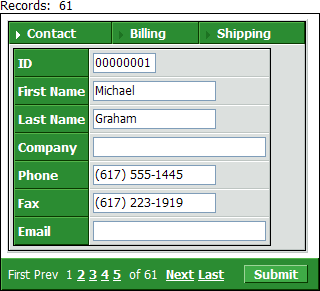 Records: 61
Contact Billing Shipping
ID 00000001
First Name Michael
Last Name Graham
Company
Phone (617) 555-1445
Fax (617) 223-1919
Email
First Prev 1 2 3 4 5 of 61 Next Last Submit